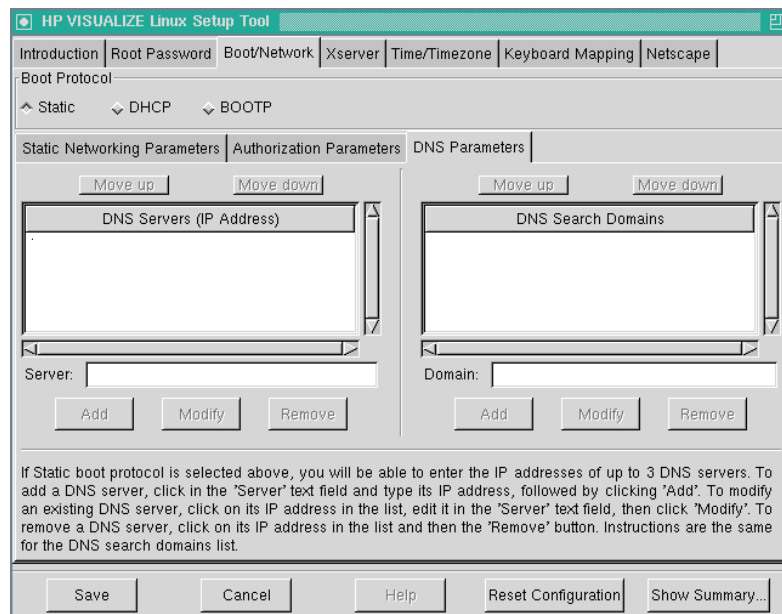 HP VISUALIZE Linux Setup Tool
Introduction Root Password Boot/Network Xserver Time/Timezone Keyboard Mapping Netscape
Boot Protocol
Static DHCP BOOTP
Static Networking Parameters Authorization Parameters DNS Parameters
Move up Move down Move up Move down
DNS Servers (IP Address) DNS Search Domains
Server: Domain:
Add Modify Remove Add Modify Remove
If Static boot protocol is selected above, you will be able to enter the IP addresses of up to 3 DNS servers. To
add a DNS server, click in the 'Server' text field and type its IP address, followed by clicking 'Add'. To modify
an existing DNS server, click on its IP address in the list, edit it in the 'Server' text field, then click 'Modify'. To
remove a DNS server, click on its IP address in the list and then the 'Remove' button. Instructions are the same
for the DNS search domains list.
Save Cancel Help Reset Configuration Show Summary...